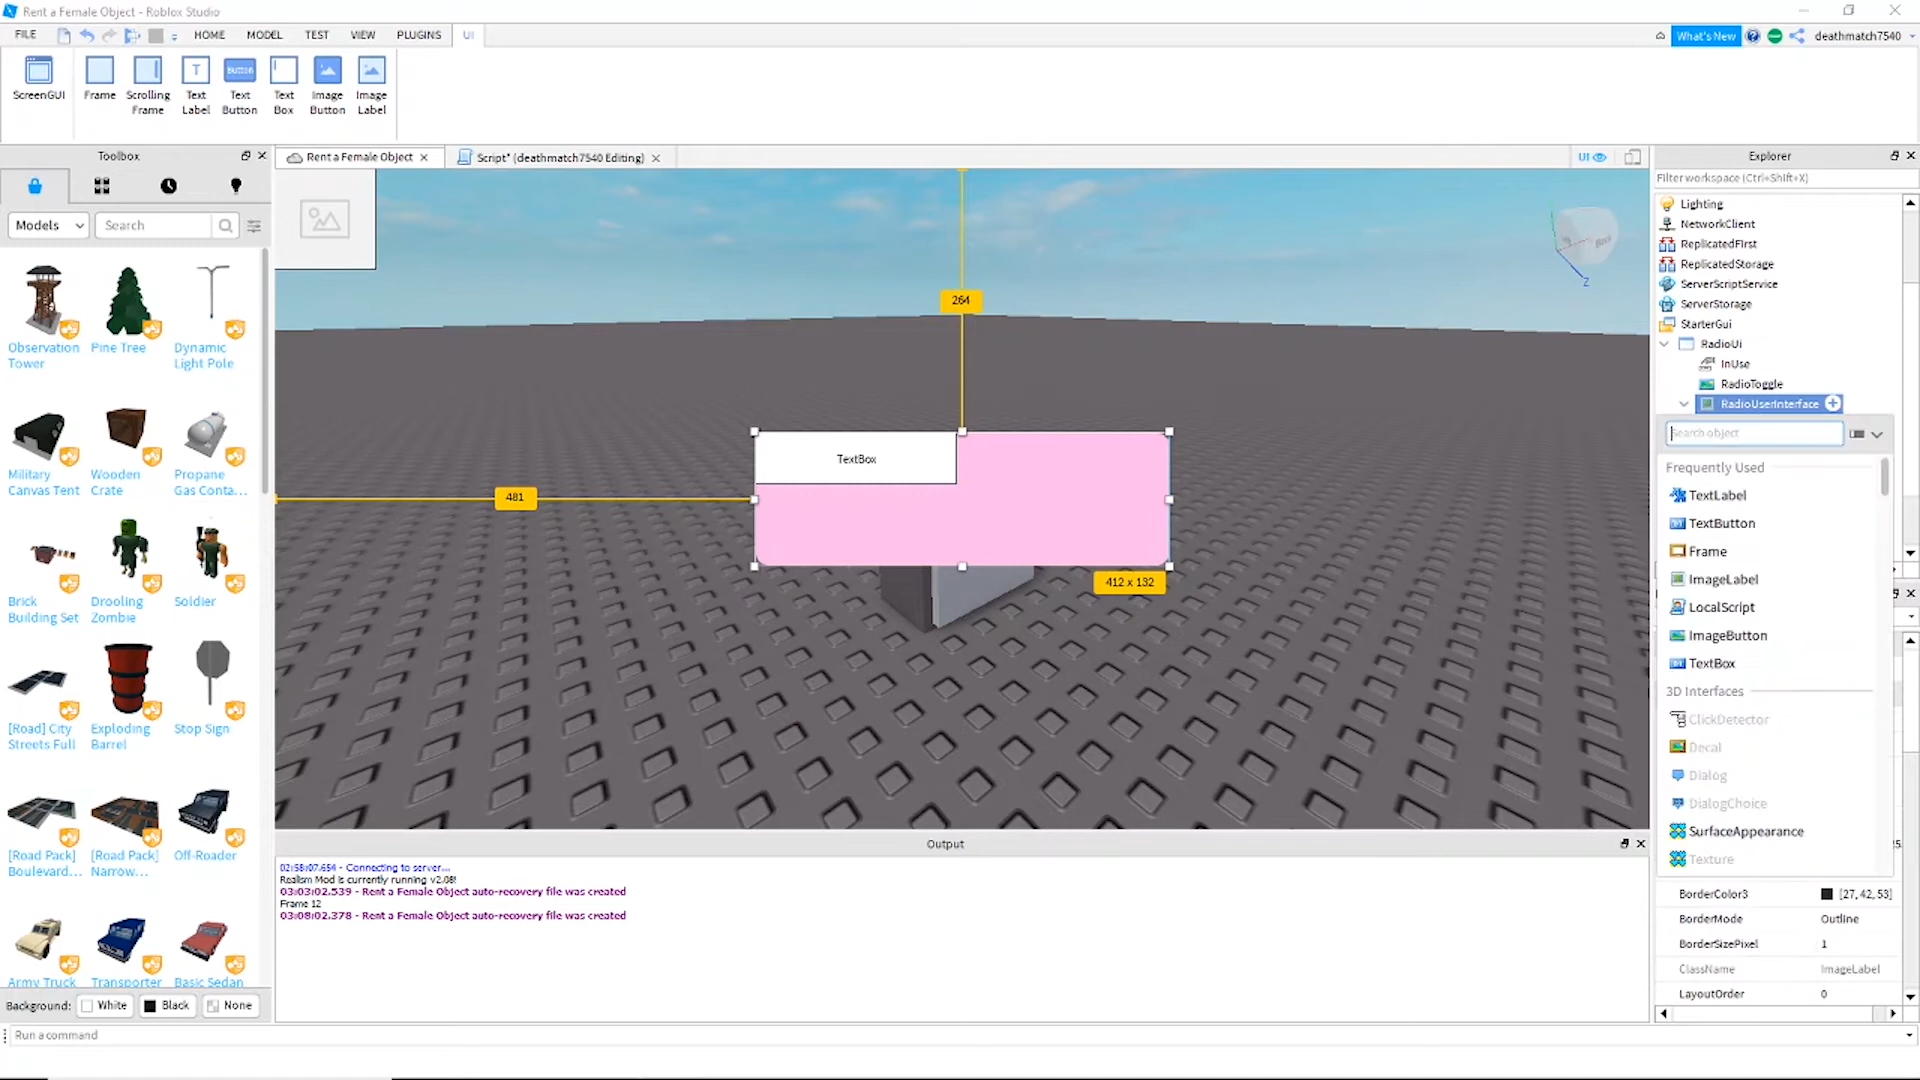 Rent a Female Object - Roblox Studio
FILE HOME MODEL TEST VIEW PLUGINS UI What's New deathmatch7540
ScreenGUI Frame Scrolling Frame Text Label Text Button Text Box Image Button Image Label
Button
Toolbox
Rent a Female Object
Script* (deathmatch7540 Editing)
UI
Explorer
Models
Search
Filter workspace (Ctrl+Shift+X)
Observation Tower
Pine Tree
Dynamic Light Pole
Military Canvas Tent
Wooden Crate
Propane Gas Conta...
Brick Building Set
Drooling Zombie
Soldier
[Road] City Streets Full
Exploding Barrel
Stop Sign
[Road Pack] Boulevard...
[Road Pack] Narrow...
Off-Roader
Army Truck
Transporter
Basic Sedan
Background: White Black None
Run a command
264
481
TextBox
412 x 132
Back
Z
Output
02:58:07.654 - Connecting to server...
Realism Mod is currently running v2.08!
03:03:02.539 - Rent a Female Object auto-recovery file was created
Frame 12
03:08:02.378 - Rent a Female Object auto-recovery file was created
Lighting
NetworkClient
ReplicatedFirst
ReplicatedStorage
ServerScriptService
ServerStorage
StarterGui
RadioUi
InUse
RadioToggle
RadioUserInterface
Search object
Frequently Used
TextLabel
TextButton
Frame
ImageLabel
LocalScript
ImageButton
TextBox
3D Interfaces
ClickDetector
Decal
Dialog
DialogChoice
SurfaceAppearance
Texture
BorderColor3 [27, 42, 53]
BorderMode Outline
BorderSizePixel 1
ClassName ImageLabel
LayoutOrder 0